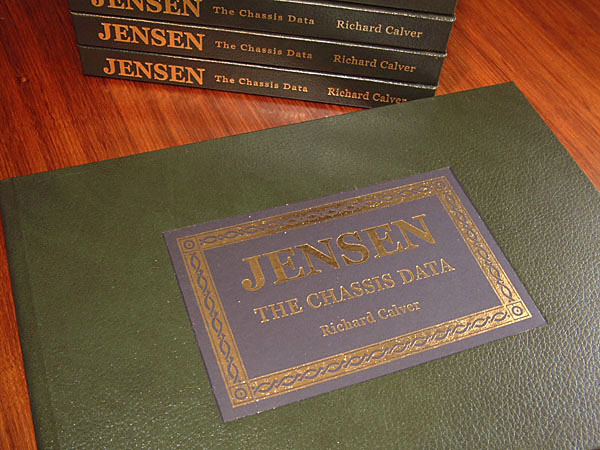 JENSEN The Chassis Data Richard Calver
JENSEN The Chassis Data Richard Calver
JENSEN The Chassis Data Richard Calver
JENSEN
THE CHASSIS DATA
Richard Calver